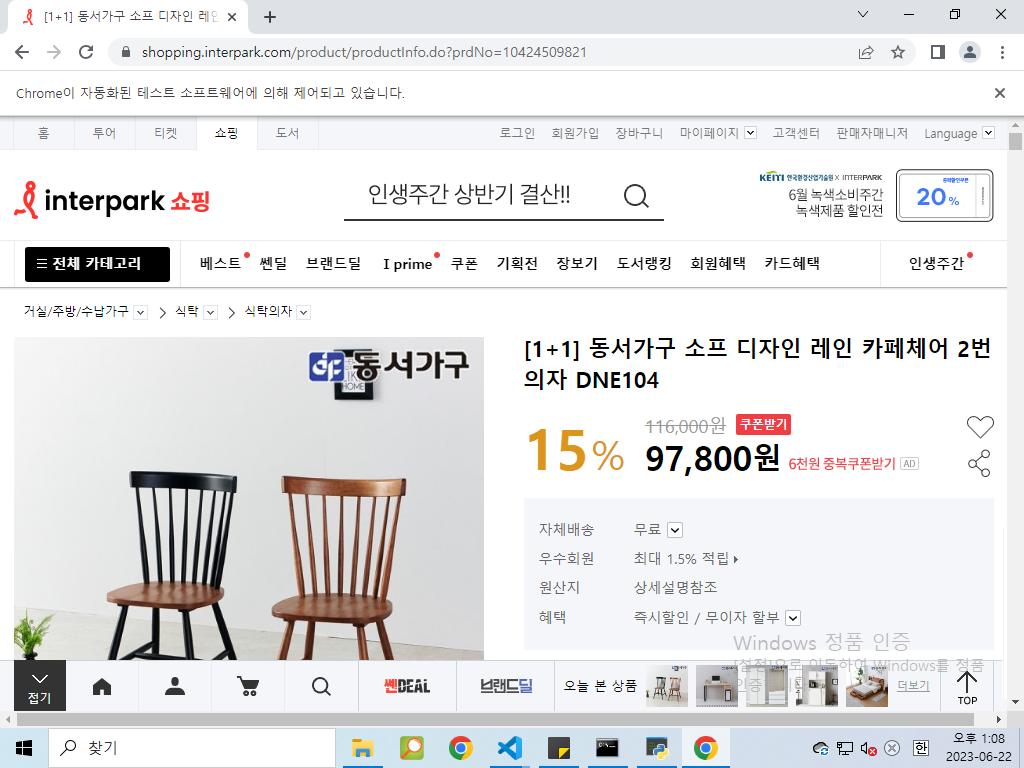 [1+1] 동서가구 소프 디자인 레인
shopping.interpark.com/product/productInfo.do?prdNo=10424509821
Chrome이 자동화된 테스트 소프트웨어에 의해 제어되고 있습니다.
홈 투어 티켓 쇼핑 도서 로그인 회원가입 장바구니 마이페이지 고객센터 판매자매니저 Language
KEITI 한국환경산업기술원 X INTERPARK
interpark 쇼핑 인생주간 상반기 결산!! 6월 녹색소비주간
녹색제품 할인전
중복할인쿠폰
20%
전체 카테고리 베스트 쎈딜 브랜드딜 I prime 쿠폰 기획전 장보기 도서랭킹 회원혜택 카드혜택 인생주간
거실/주방/수납가구 식탁 식탁의자
동서가구
HOME
[1+1] 동서가구 소프 디자인 레인 카페체어 2번
의자 DNE104
116,000원 쿠폰받기
15% 97,800원 6천원 중복쿠폰받기 AD
자체배송 무료
우수회원 최대 1.5% 적립
원산지 상세설명참조
혜택 즉시할인 / 무이자 할부
Windows 정품 인증
[설정]으로 이동하여 Windows를 정품
인증
접기 쎈DEAL 브랜드딜 오늘 본 상품 더보기 TOP
찾기
한
오후 1:08
2023-06-22